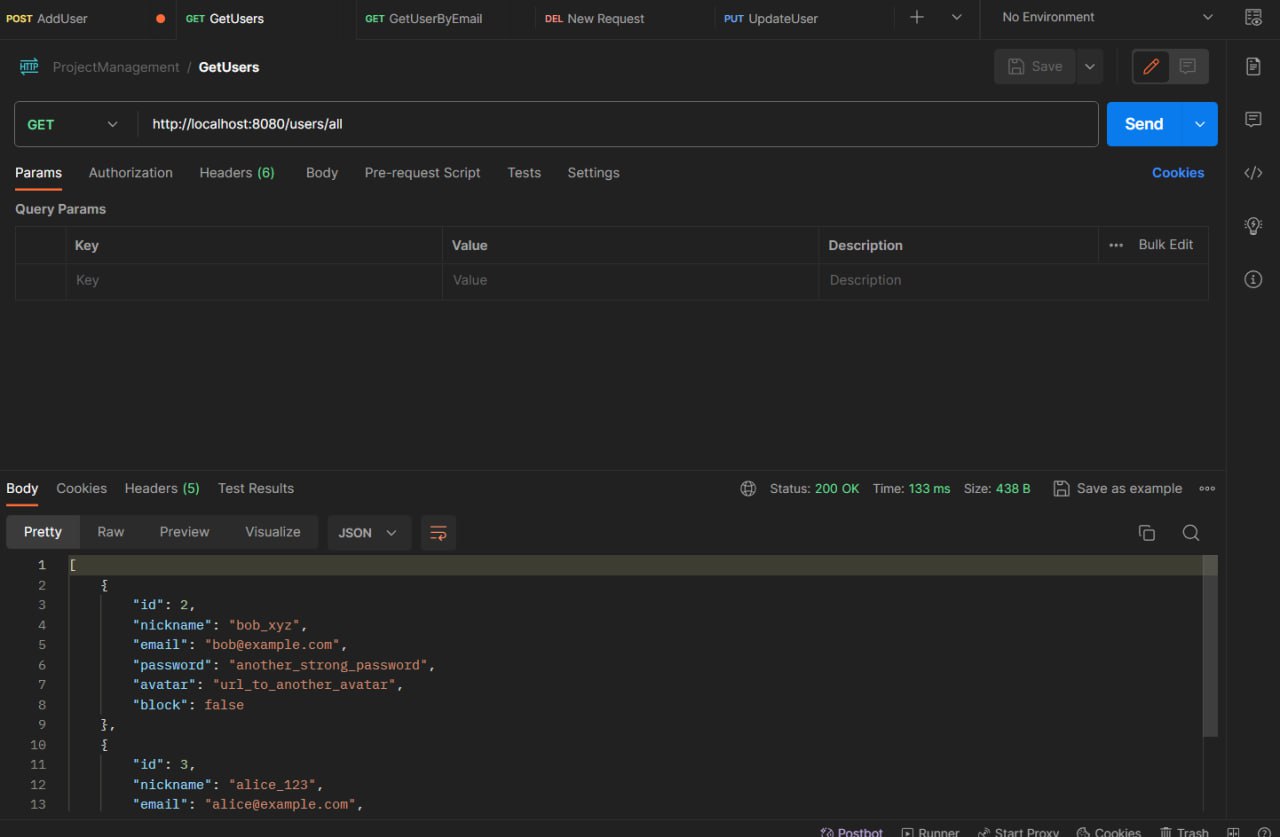 POST AddUser GET GetUsers GET GetUserByEmail DEL New Request PUT UpdateUser No Environment
HTTP ProjectManagement / GetUsers Save
GET http://localhost:8080/users/all Send
Params Authorization Headers (6) Body Pre-request Script Tests Settings Cookies
Query Params
Key Value Description ••• Bulk Edit
Key Value Description
Body Cookies Headers (5) Test Results Status: 200 OK Time: 133 ms Size: 438 B Save as example
Pretty Raw Preview Visualize JSON
1 [
2 {
3 "id": 2,
4 "nickname": "bob_xyz",
5 "email": "bob@example.com",
6 "password": "another_strong_password",
7 "avatar": "url_to_another_avatar",
8 "block": false
9 },
10 {
11 "id": 3,
12 "nickname": "alice_123",
13 "email": "alice@example.com",
Postbot Runner Start Proxy Cookies Trash